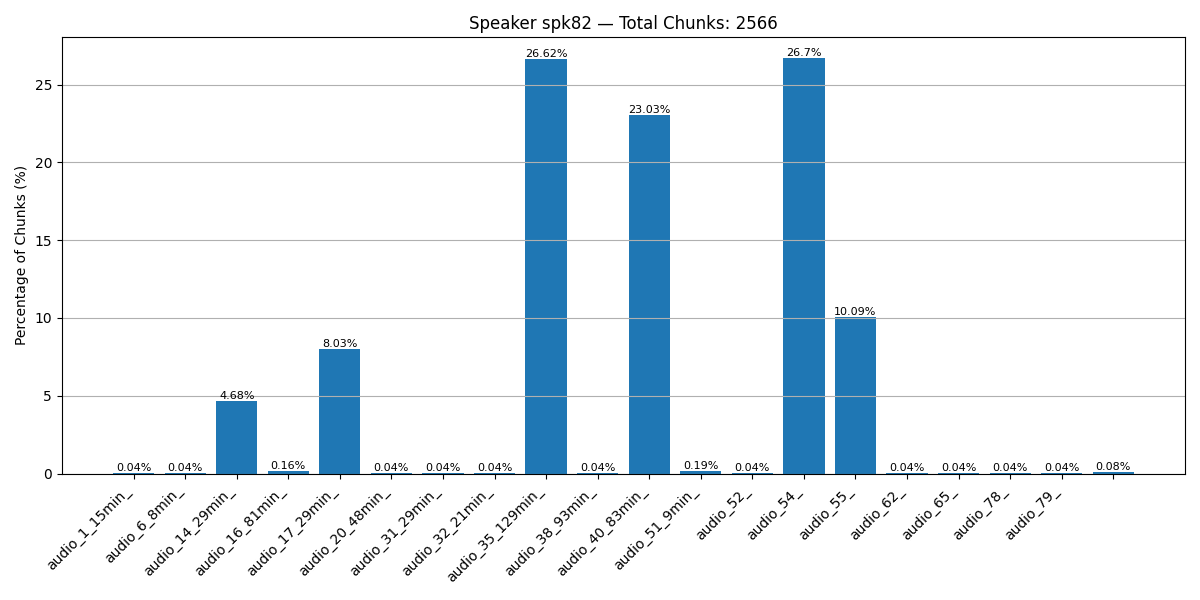 Speaker spk82 — Total Chunks: 2566
Percentage of Chunks (%)
25
20
15
10
5
0
0.04%
0.04%
4.68%
0.16%
8.03%
0.04%
0.04%
0.04%
26.62%
0.04%
23.03%
0.19%
0.04%
26.7%
10.09%
0.04%
0.04%
0.04%
0.04%
0.08%
audio_1_15min_
audio_6_8min_
audio_14_29min_
audio_16_81min_
audio_17_29min_
audio_20_48min_
audio_31_29min_
audio_32_21min_
audio_35_129min_
audio_38_93min_
audio_40_83min_
audio_51_9min_
audio_52_
audio_54_
audio_55_
audio_62_
audio_65_
audio_78_
audio_79_